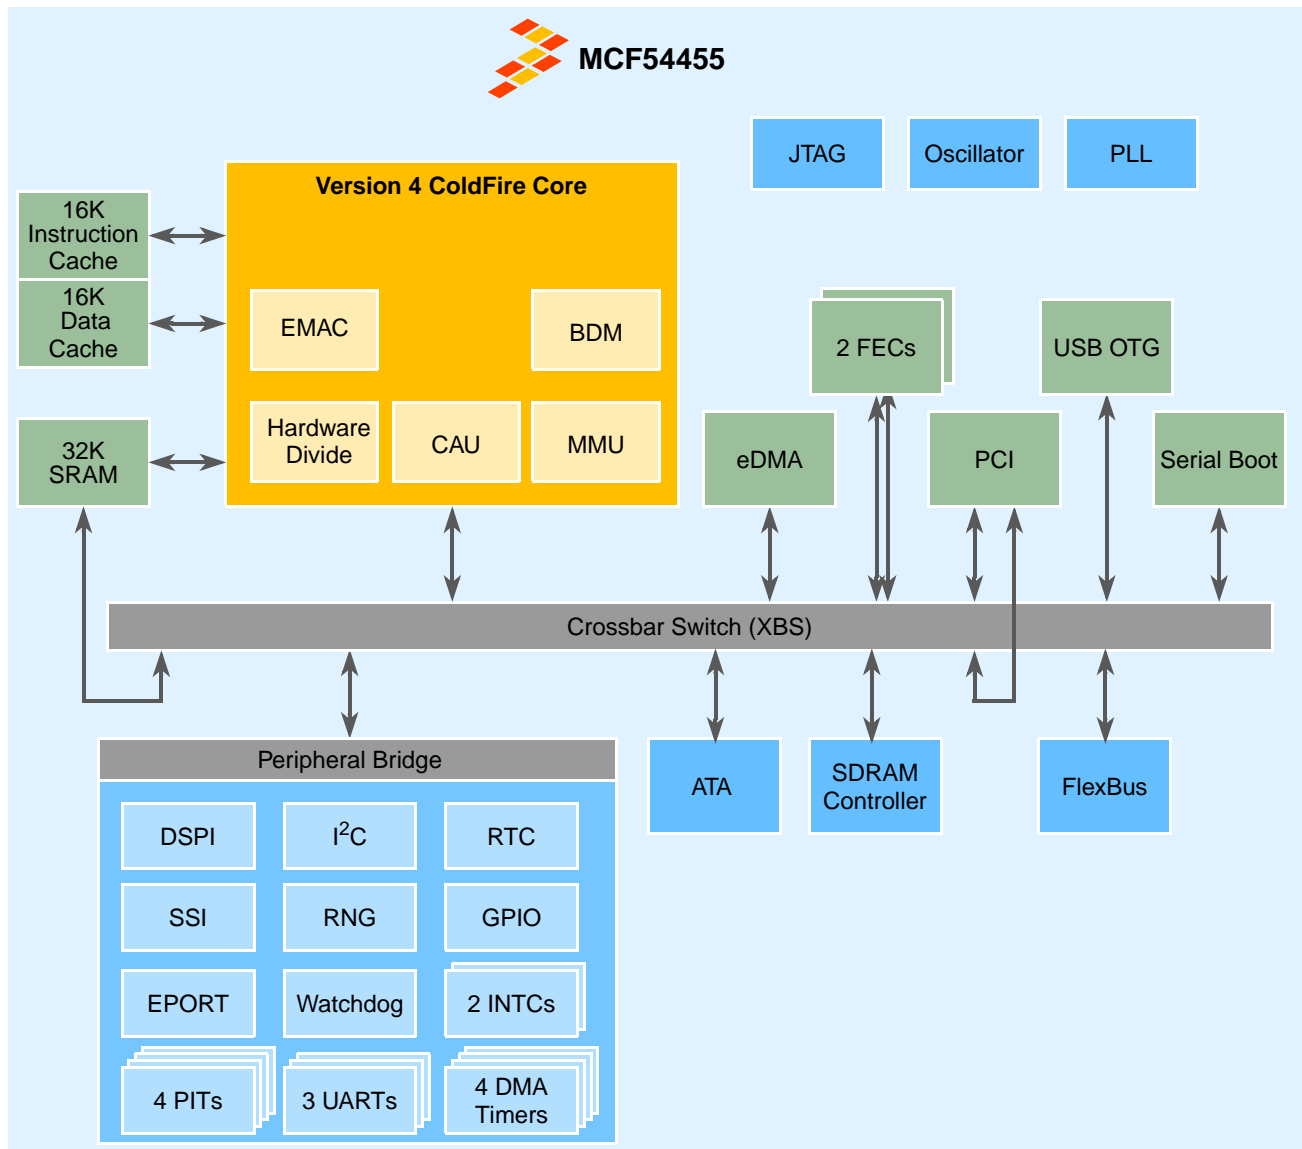 MCF54455
JTAG
Oscillator
PLL
Version 4 ColdFire Core
16K
Instruction
Cache
16K
Data
Cache
32K
SRAM
EMAC
BDM
Hardware
Divide
CAU
MMU
2 FECs
USB OTG
eDMA
PCI
Serial Boot
Crossbar Switch (XBS)
Peripheral Bridge
ATA
SDRAM
Controller
FlexBus
DSPI
I²C
RTC
SSI
RNG
GPIO
EPORT
Watchdog
2 INTCs
4 PITs
3 UARTs
4 DMA
Timers